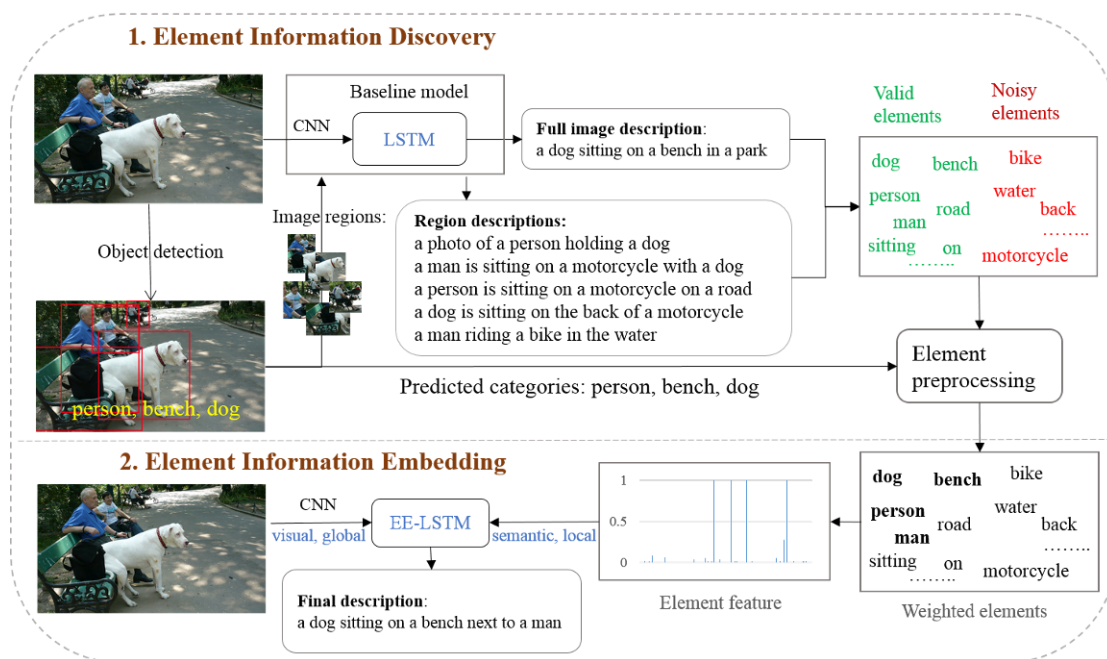 1. Element Information Discovery
Baseline model
CNN
LSTM
Full image description:
a dog sitting on a bench in a park
Valid
elements
Noisy
elements
dog
bench
bike
person
water
man
road
back
sitting
on
........
........
motorcycle
Image regions:
Region descriptions:
a photo of a person holding a dog
a man is sitting on a motorcycle with a dog
a person is sitting on a motorcycle on a road
a dog is sitting on the back of a motorcycle
a man riding a bike in the water
Object detection
person, bench, dog
Predicted categories: person, bench, dog
Element
preprocessing
2. Element Information Embedding
CNN
visual, global
EE-LSTM
semantic, local
Final description:
a dog sitting on a bench next to a man
1
0.5
0
Element feature
dog
bench
bike
person
water
man
road
back
sitting
on
........
........
motorcycle
Weighted elements